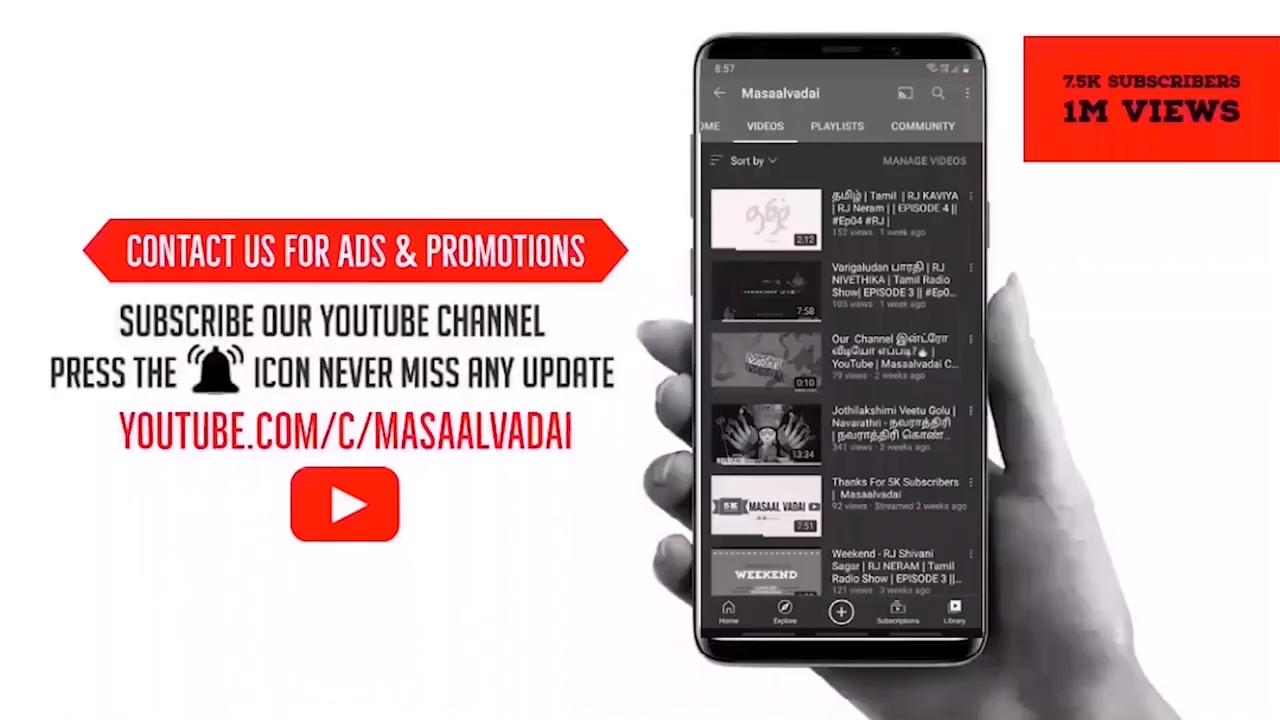 7.5K SUBSCRIBERS
1M VIEWS
CONTACT US FOR ADS & PROMOTIONS
SUBSCRIBE OUR YOUTUBE CHANNEL
PRESS THE ICON NEVER MISS ANY UPDATE
YOUTUBE.COM/C/MASAALVADAI
8:57
Masaalvadai
OME VIDEOS PLAYLISTS COMMUNITY
Sort by MANAGE VIDEOS
தமிழ்
2:12
தமிழ் | Tamil | RJ KAVIYA
| RJ Neram | | EPISODE 4 ||
#Ep04 #RJ |
152 views · 1 week ago
7:58
Varigaludan பாரதி | RJ
NIVETHIKA | Tamil Radio
Show| EPISODE 3 || #Ep0...
105 views · 1 week ago
0:10
Our Channel இன்ட்ரோ
வீடியோ எப்படி? |
YouTube | Masaalvadai C...
79 views · 2 weeks ago
13:34
Jothilakshimi Veetu Golu |
Navarathri - நவராத்திரி
| நவராத்திரி கொண்...
341 views · 2 weeks ago
5K MASAAL VADAI
7:51
Thanks For 5K Subscribers
| Masaalvadai
92 views · Streamed 2 weeks ago
WEEKEND
Weekend - RJ Shivani
Sagar | RJ NERAM | Tamil
Radio Show | EPISODE 3 ||...
121 views · 3 weeks ago
Home Explore Subscriptions Library